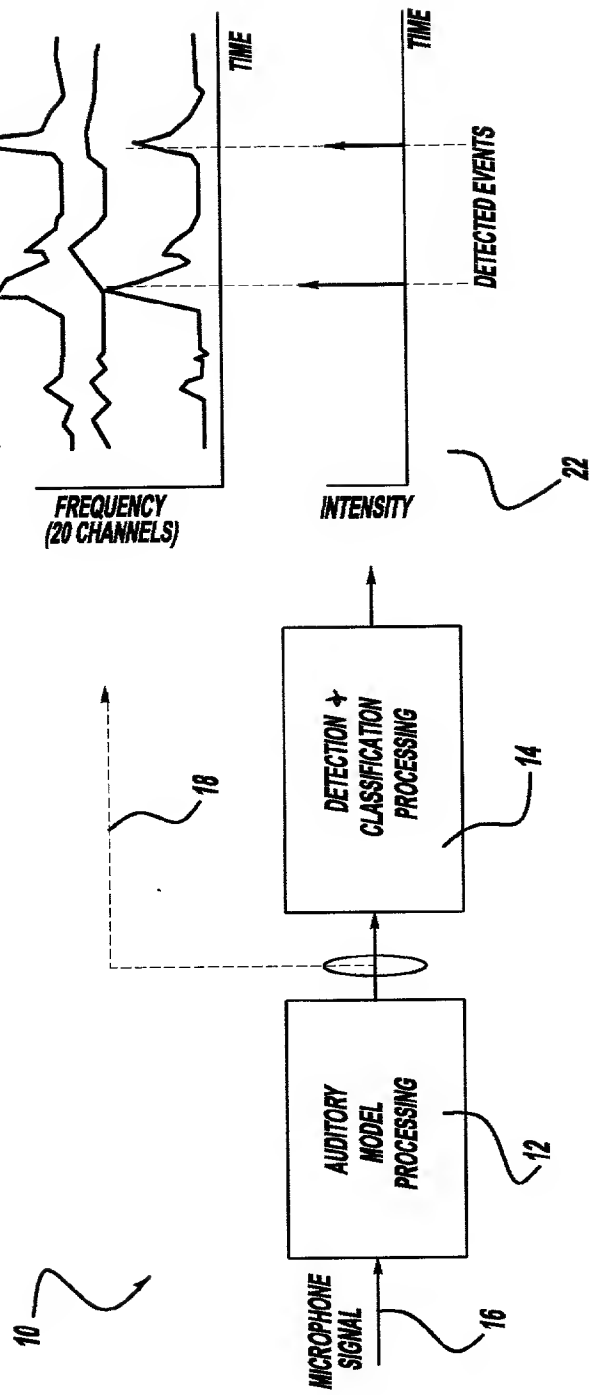 10
MICROPHONE
SIGNAL
16
AUDITORY
MODEL
PROCESSING
12
18
DETECTION +
CLASSIFICATION
PROCESSING
14
FREQUENCY
(20 CHANNELS)
TIME
INTENSITY
TIME
DETECTED EVENTS
22